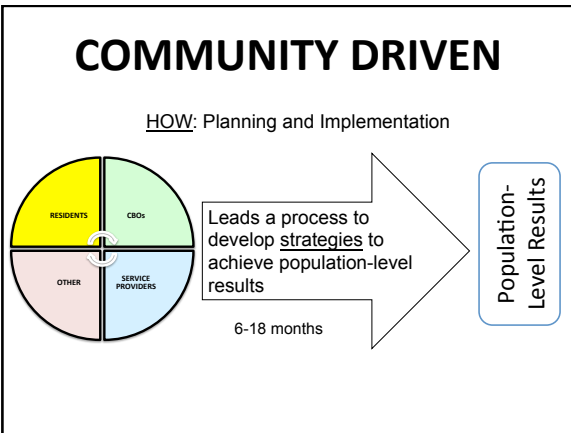 COMMUNITY DRIVEN
HOW: Planning and Implementation
RESIDENTS
CBOs
OTHER
SERVICE
PROVIDERS
Leads a process to
develop strategies to
achieve population-level
results
6-18 months
Population-
Level Results